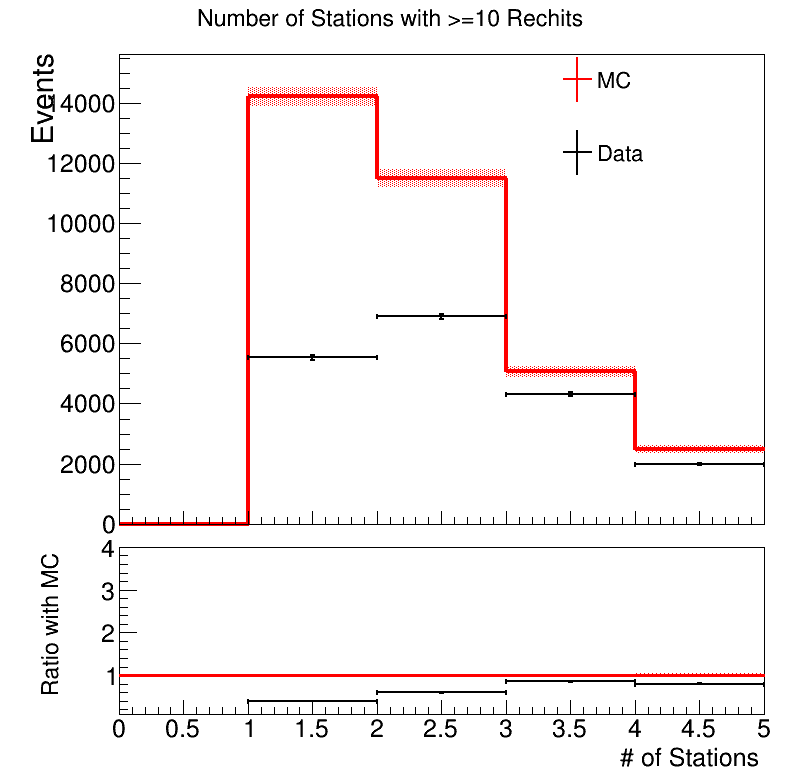 Number of Stations with >=10 Rechits
Events
14000
12000
10000
8000
6000
4000
2000
0
MC
Data
Ratio with MC
4
3
2
1
0 0.5 1 1.5 2 2.5 3 3.5 4 4.5 5
# of Stations